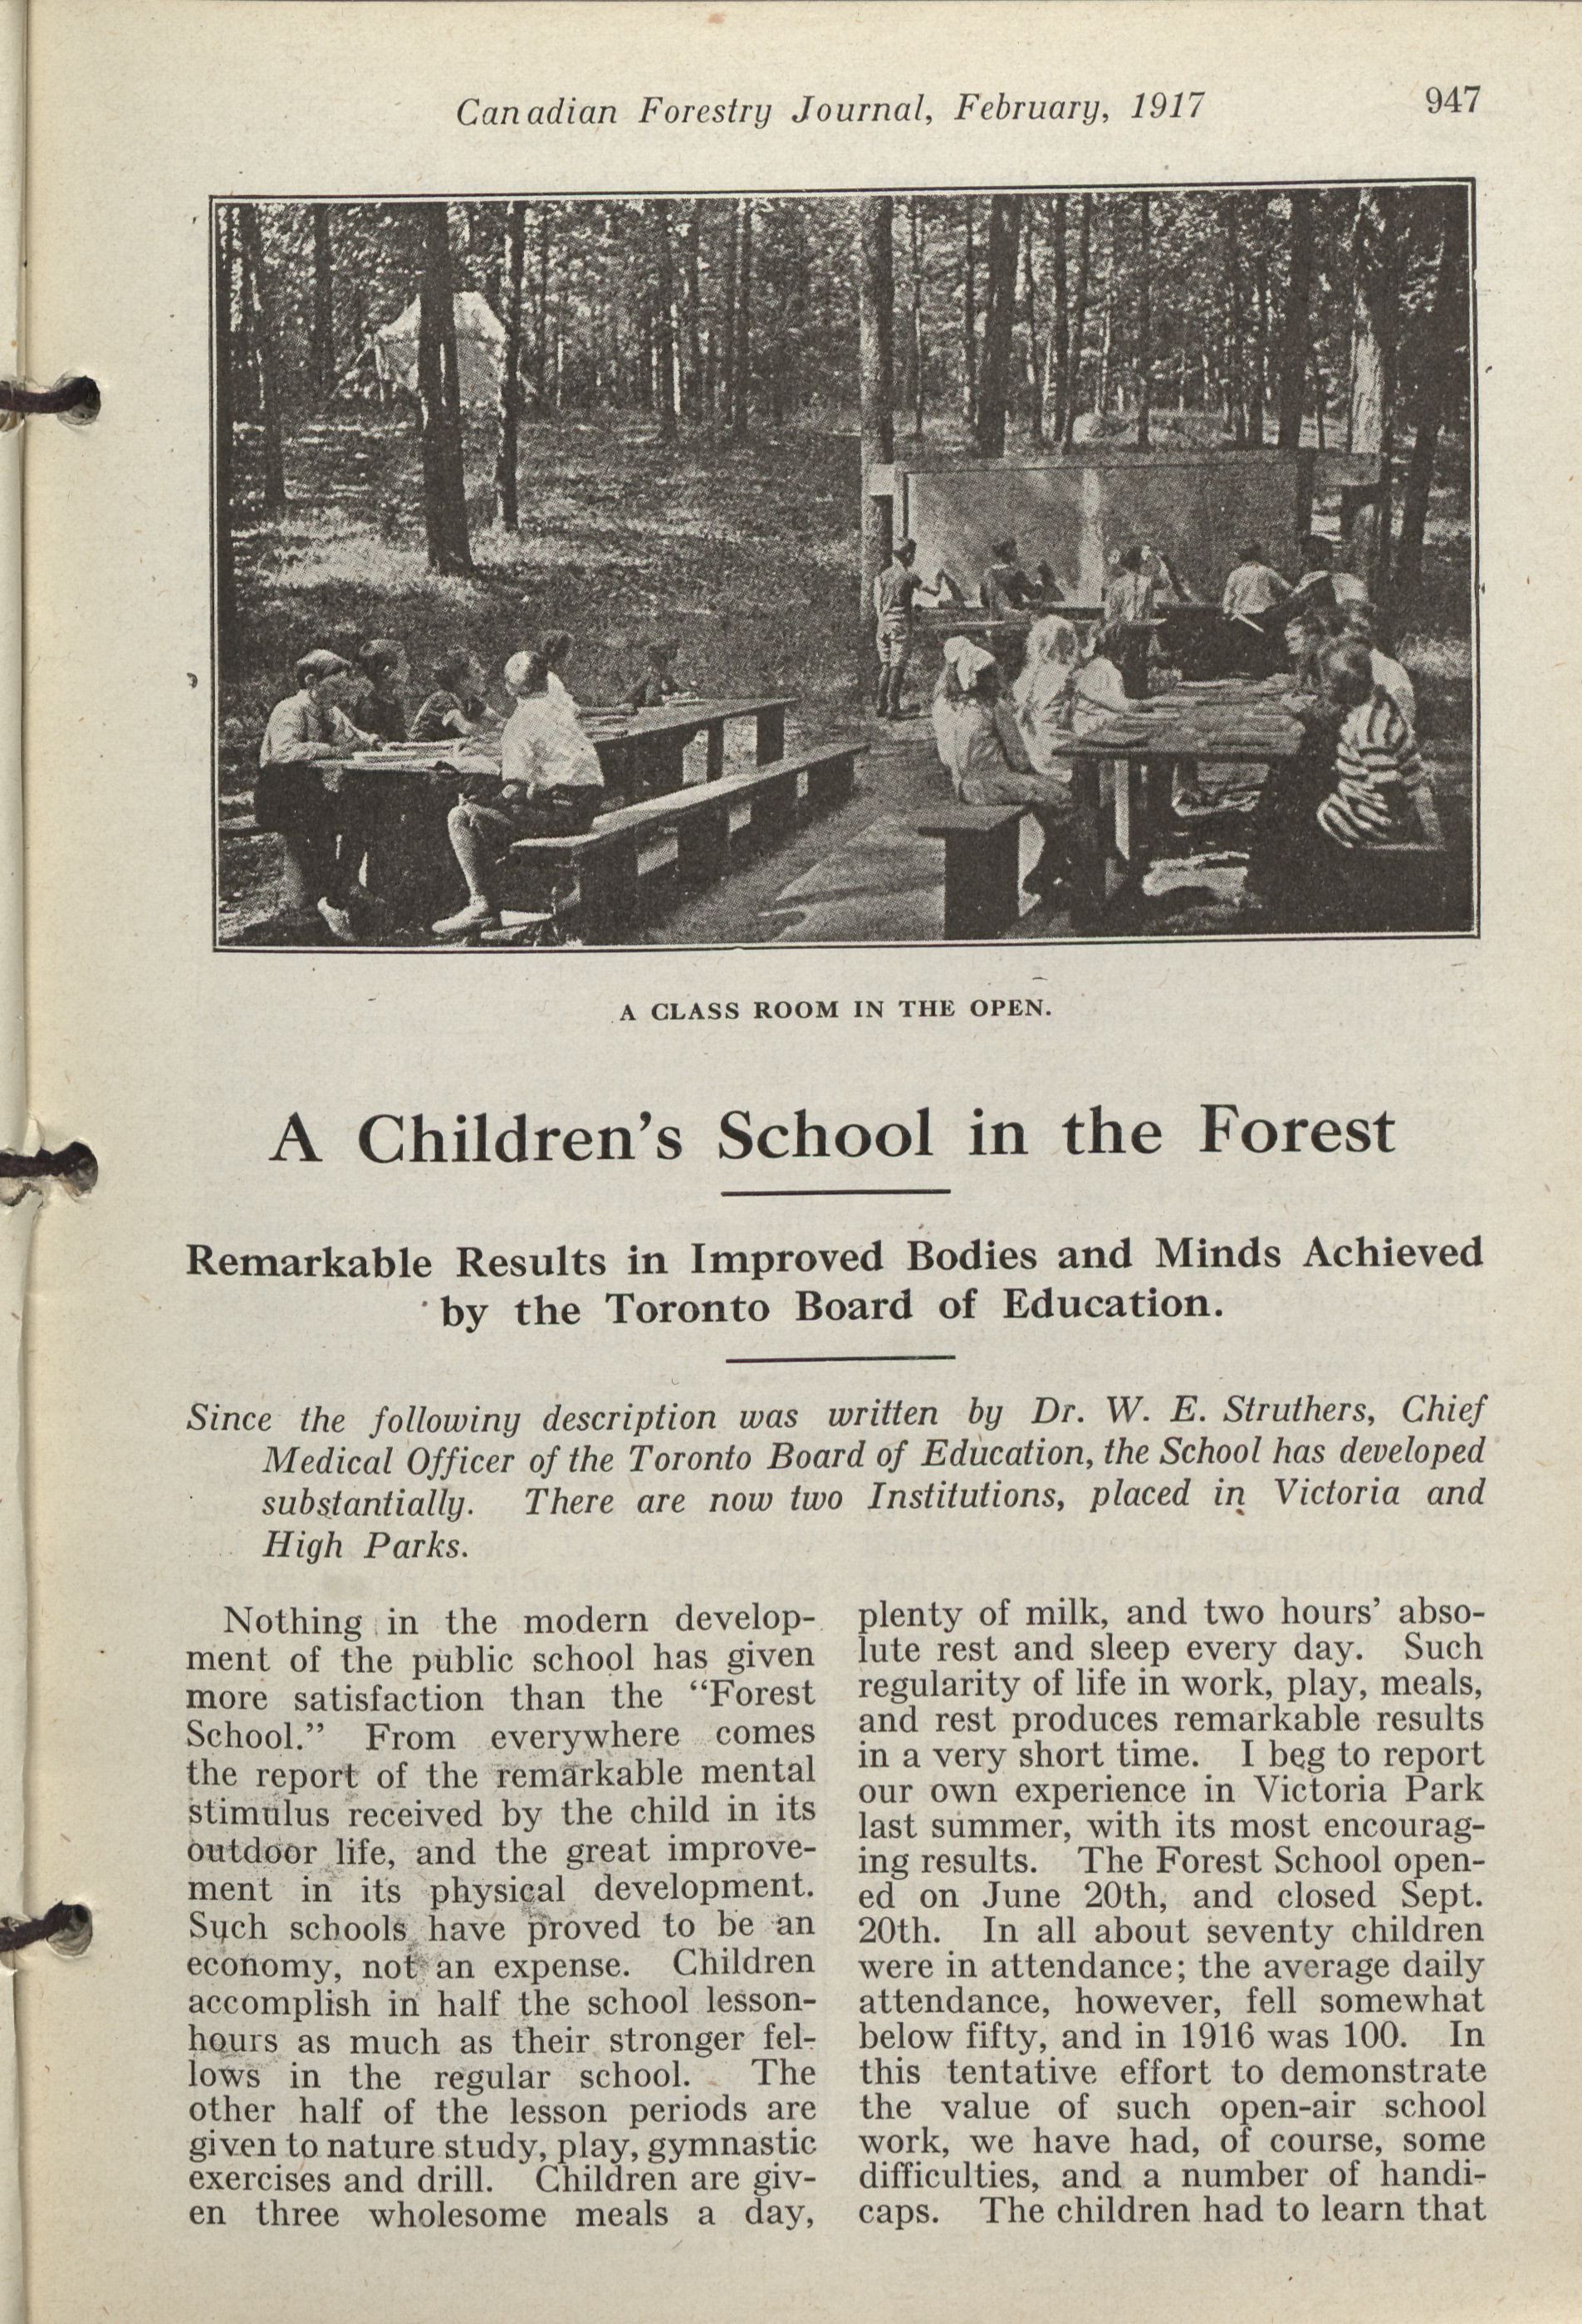 Canadian Forestry Journal, February, 1917
947
A CLASS ROOM IN THE OPEN.
A Children's School in the Forest
Remarkable Results in Improved Bodies and Minds Achieved
by the Toronto Board of Education.
Since the followiny description was written by Dr. W. E. Struthers, Chief
Medical Officer of the Toronto Board of Education, the School has developed
substantially. There are now two Institutions, placed in Victoria and
High Parks.
Nothing in the modern develop-
ment of the public school has given
more satisfaction than the "Forest
School." From everywhere comes
the report of the remarkable mental
stimulus received by the child in its
outdoor life, and the great improve-
ment in its physical development.
Such schools have proved to be an
economy, not an expense. Children
accomplish in half the school lesson-
hours as much as their stronger fel-
lows in the regular school. The
other half of the lesson periods are
given to nature study, play, gymnastic
exercises and drill. Children are giv-
en three wholesome meals a day,
plenty of milk, and two hours' abso-
lute rest and sleep every day. Such
regularity of life in work, play, meals,
and rest produces remarkable results
in a very short time. I beg to report
our own experience in Victoria Park
last summer, with its most encourag-
ing results. The Forest School open-
ed on June 20th, and closed Sept.
20th. In all about seventy children
were in attendance; the average daily
attendance, however, fell somewhat
below fifty, and in 1916 was 100. In
this tentative effort to demonstrate
the value of such open-air school
work, we have had, of course, some
difficulties, and a number of handi-
caps. The children had to learn that